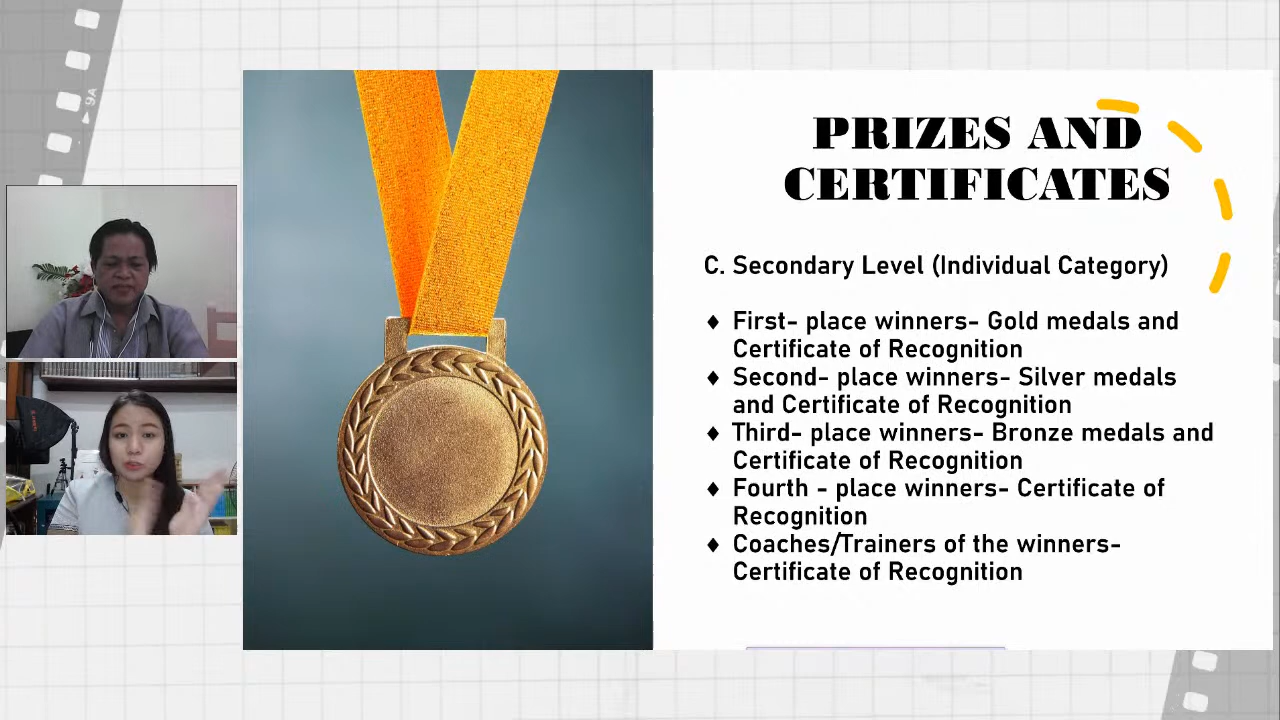 PRIZES AND
CERTIFICATES
C. Secondary Level (Individual Category)
♦ First- place winners- Gold medals and
Certificate of Recognition
♦ Second- place winners- Silver medals
and Certificate of Recognition
♦ Third- place winners- Bronze medals and
Certificate of Recognition
♦ Fourth - place winners- Certificate of
Recognition
♦ Coaches/Trainers of the winners-
Certificate of Recognition
9A